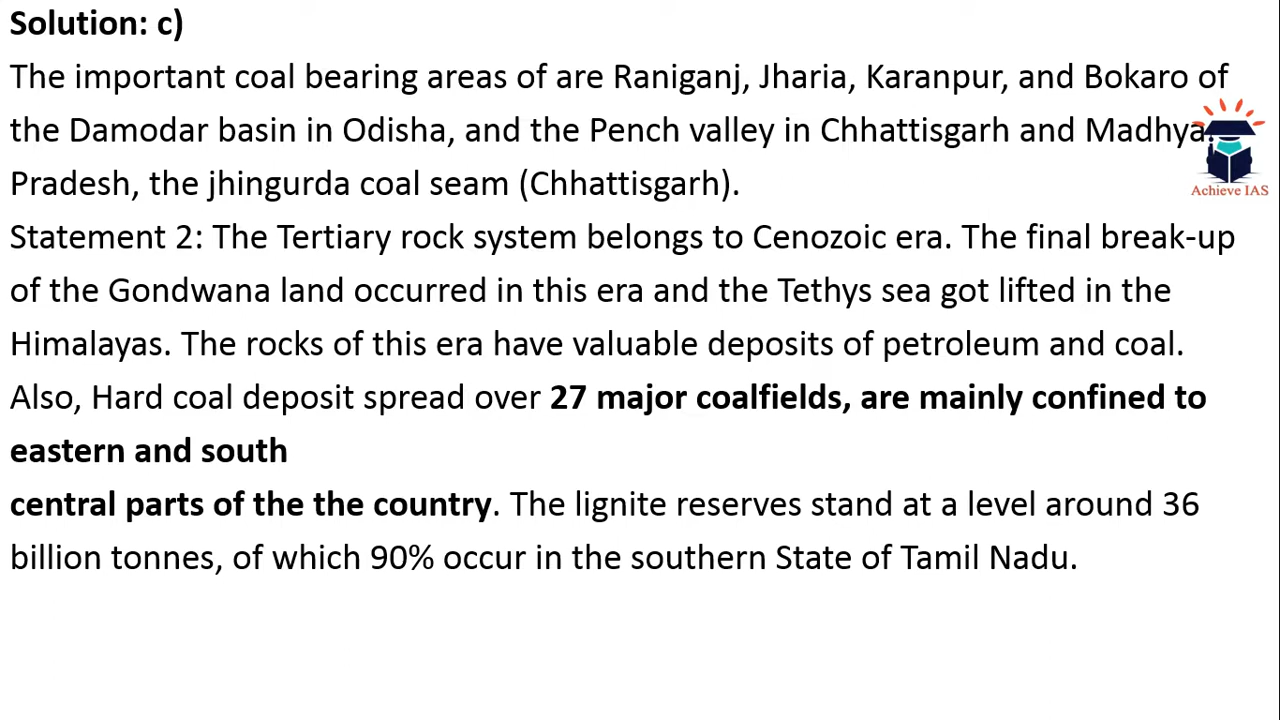 Solution: c)
The important coal bearing areas of are Raniganj, Jharia, Karanpur, and Bokaro of
the Damodar basin in Odisha, and the Pench valley in Chhattisgarh and Madhya
Pradesh, the jhingurda coal seam (Chhattisgarh).
Achieve IAS
Statement 2: The Tertiary rock system belongs to Cenozoic era. The final break-up
of the Gondwana land occurred in this era and the Tethys sea got lifted in the
Himalayas. The rocks of this era have valuable deposits of petroleum and coal.
Also, Hard coal deposit spread over 27 major coalfields, are mainly confined to
eastern and south
central parts of the the country. The lignite reserves stand at a level around 36
billion tonnes, of which 90% occur in the southern State of Tamil Nadu.